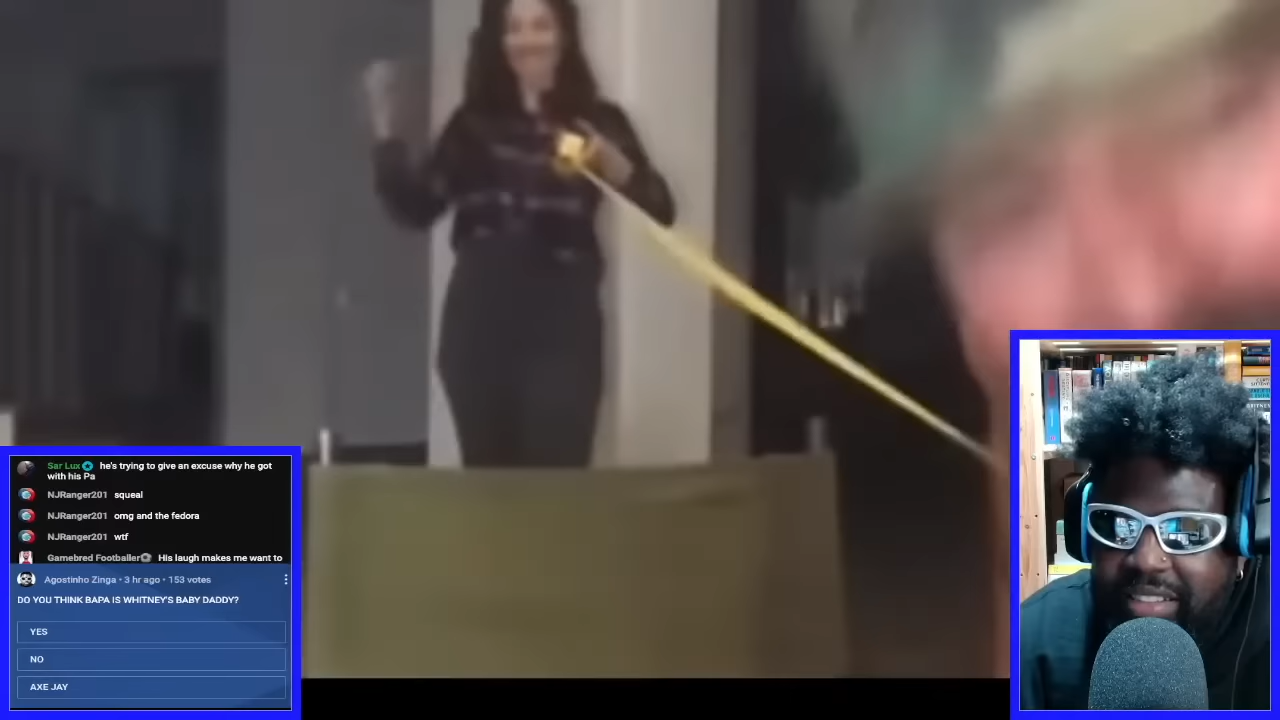 Sar Lux he's trying to give an excuse why he got
with his Pa
NJRanger201 squeal
NJRanger201 omg and the fedora
NJRanger201 wtf
Gamebred Footballer His laugh makes me want to
Agostinho Zinga • 3 hr ago • 153 votes
DO YOU THINK BAPA IS WHITNEY'S BABY DADDY?
YES
NO
AXE JAY